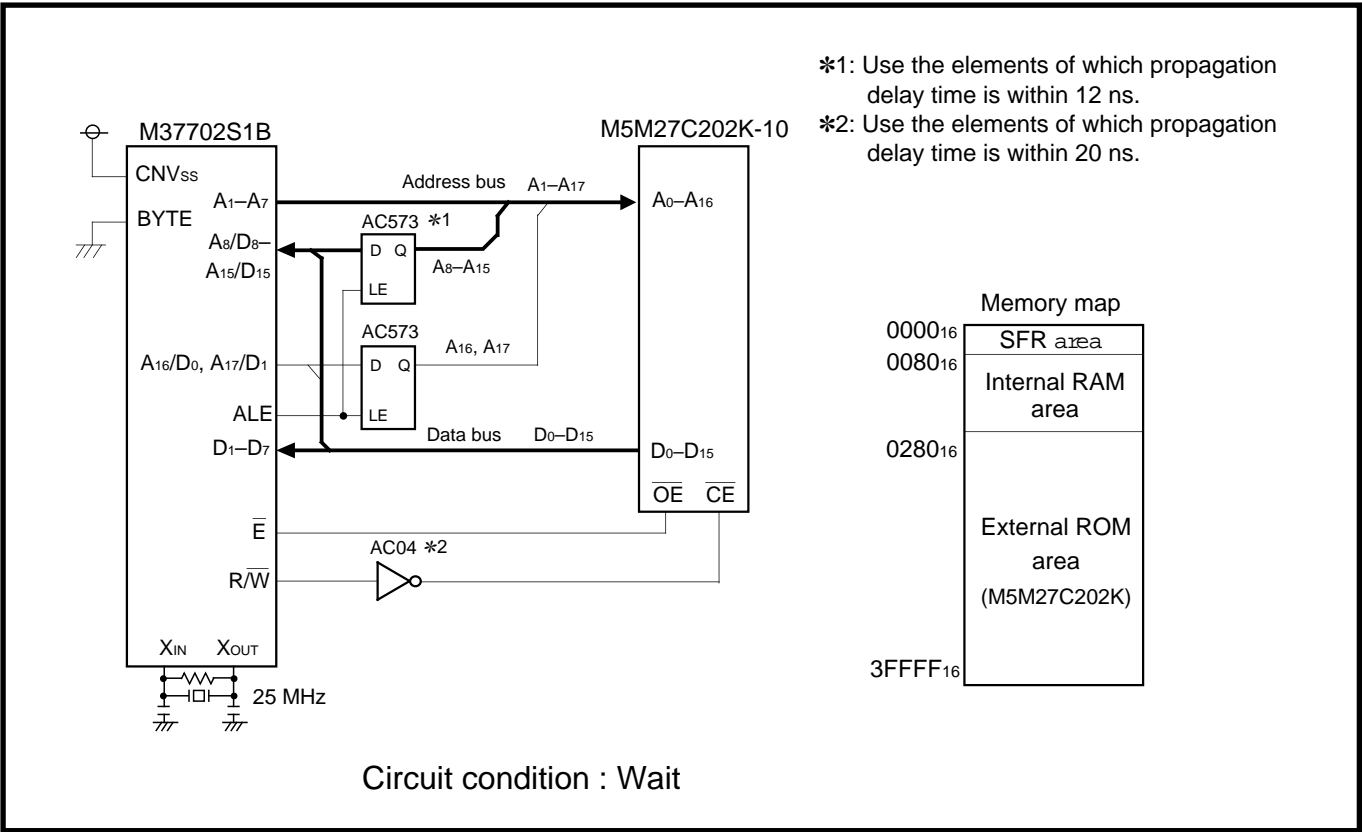 ✽1: Use the elements of which propagation
delay time is within 12 ns.
✽2: Use the elements of which propagation
delay time is within 20 ns.
M37702S1B
M5M27C202K-10
CNVss
BYTE
A1–A7
Address bus
A1–A17
A0–A16
AC573 ✽1
A8/D8–
A15/D15
D Q
LE
A8–A15
AC573
A16/D0, A17/D1
D Q
LE
A16, A17
ALE
D1–D7
Data bus D0–D15
D0–D15
OE CE
E
AC04 ✽2
R/W
XIN XOUT
25 MHz
Memory map
000016
SFR area
008016
Internal RAM
area
028016
External ROM
area
(M5M27C202K)
3FFFF16
Circuit condition : Wait